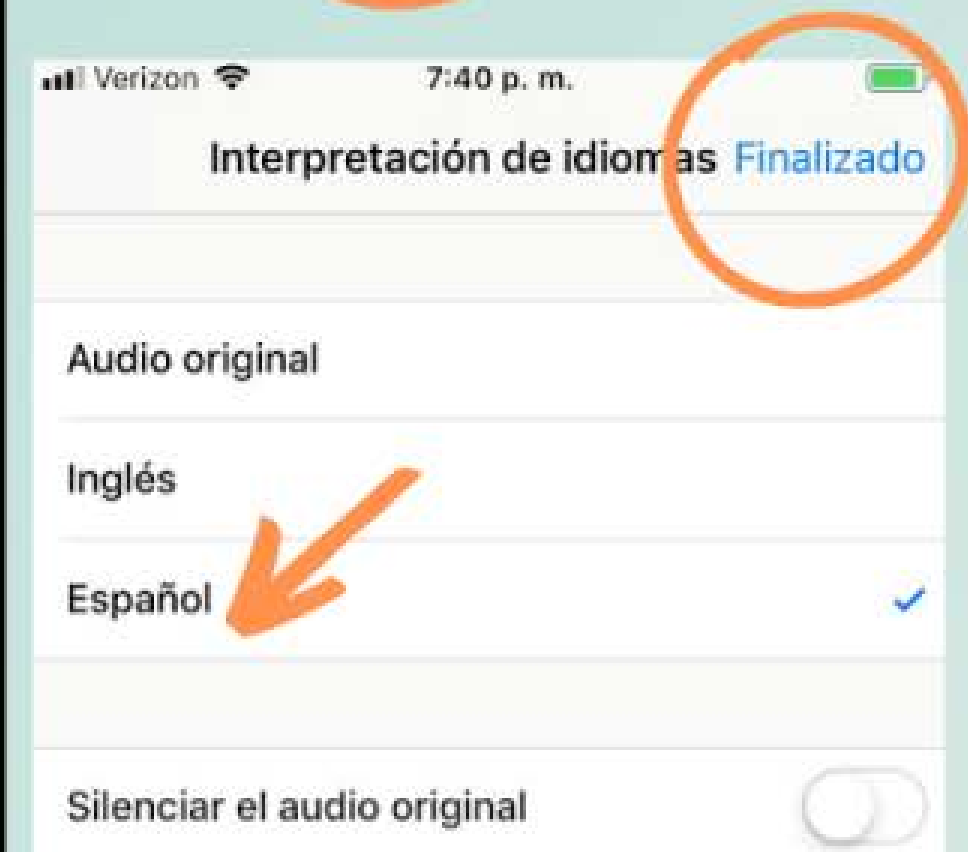 Verizon 7:40 p. m.
Interpretación de idiomas Finalizado
Audio original
Inglés
Español
Silenciar el audio original